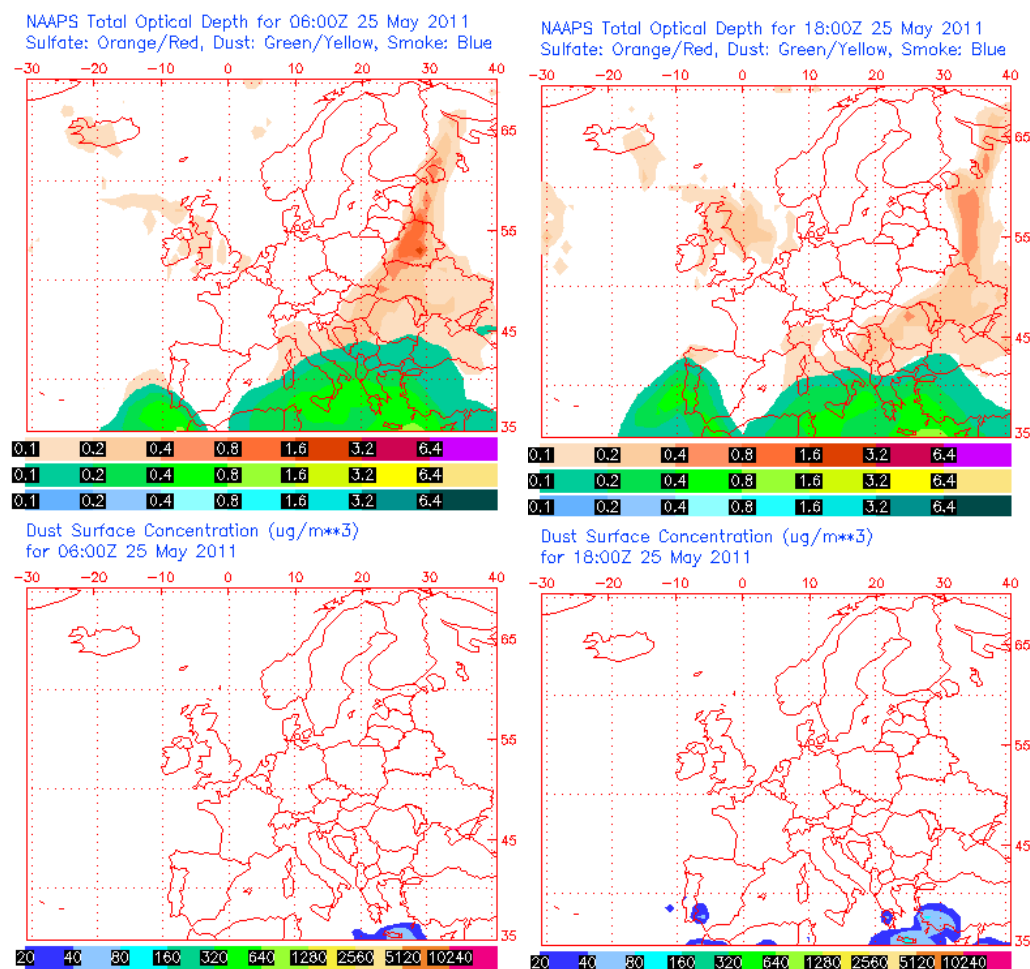 NAAPS Total Optical Depth for 06:00Z 25 May 2011
Sulfate: Orange/Red, Dust: Green/Yellow, Smoke: Blue
-30 -20 -10 0 10 20 30 40
65
55
45
35
0.1 0.2 0.4 0.8 1.6 3.2 6.4
0.1 0.2 0.4 0.8 1.6 3.2 6.4
0.1 0.2 0.4 0.8 1.6 3.2 6.4
NAAPS Total Optical Depth for 18:00Z 25 May 2011
Sulfate: Orange/Red, Dust: Green/Yellow, Smoke: Blue
-30 -20 -10 0 10 20 30 40
65
55
45
35
0.1 0.2 0.4 0.8 1.6 3.2 6.4
0.1 0.2 0.4 0.8 1.6 3.2 6.4
0.1 0.2 0.4 0.8 1.6 3.2 6.4
Dust Surface Concentration (ug/m**3)
for 06:00Z 25 May 2011
-30 -20 -10 0 10 20 30 40
65
55
45
35
20 40 80 160 320 640 1280 2560 5120 10240
Dust Surface Concentration (ug/m**3)
for 18:00Z 25 May 2011
-30 -20 -10 0 10 20 30 40
65
55
45
35
20 40 80 160 320 640 1280 2560 5120 10240